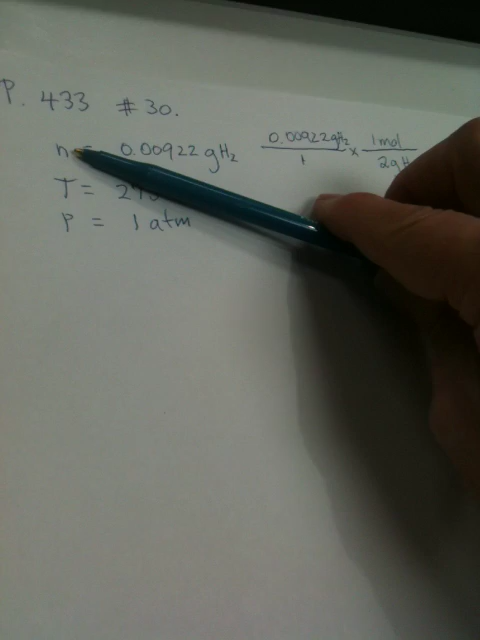 P. 433 # 30.
n = 0.00922 gH₂ 0.00922gH₂/1 × 1mol/2gH
T =
P = 1 atm